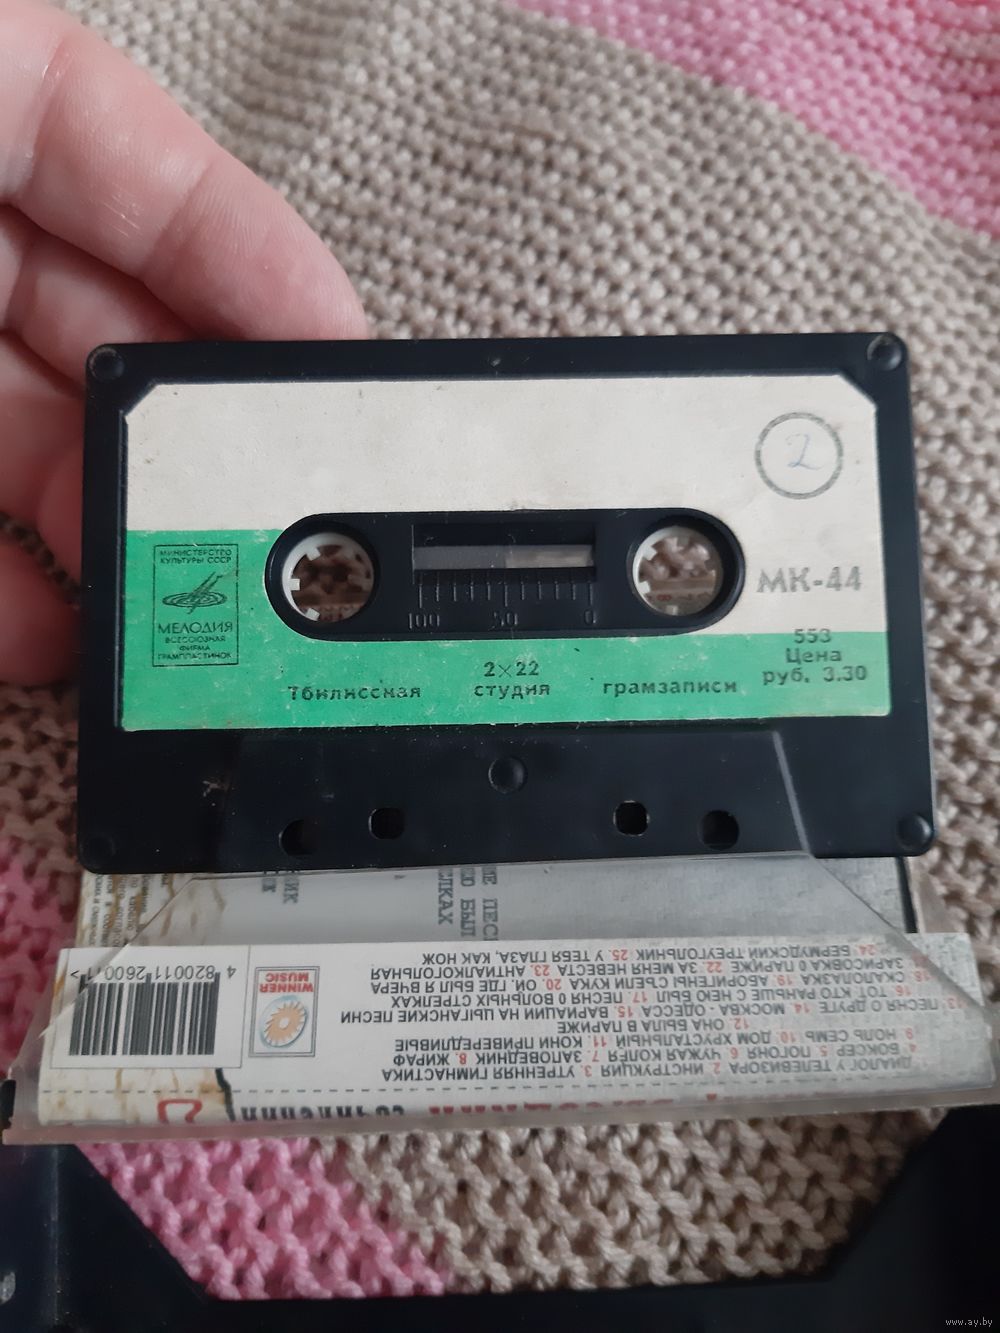 2
МИНИСТЕРСТВО
КУЛЬТУРЫ СССР
МЕЛОДИЯ
ВСЕСОЮЗНАЯ
ФИРМА
ГРАМПЛАСТИНОК
100 50 0
МК-44
553
Цена
руб. 3.30
2×22
Тбилисская студия грамзаписи
ДИАЛОГ У ТЕЛЕВИЗОРА 2. ИНСТРУКЦИЯ 3. УТРЕННЯЯ ГИМНАСТИКА
4. БОКСЕР 5. ПОГОНЯ 6. ЧУЖАЯ КОЛЕЯ 7. ЗАПОВЕДНИК 8. ЖИРАФ
9. НОЛЬ СЕМЬ 10. ДОМ ХРУСТАЛЬНЫЙ 11. КОНИ ПРИВЕРЕДЛИВЫЕ
12. ОНА БЫЛА В ПАРИЖЕ
13. ПЕСНЯ О ДРУГЕ 14. МОСКВА - ОДЕССА 15. ВАРИАЦИИ НА ЦЫГАНСКИЕ ПЕСНИ
16. ТОТ, КТО РАНЬШЕ С НЕЮ БЫЛ 17. ПЕСНЯ О ВОЛЬНЫХ СТРЕЛКАХ
18. СКАЛОЛАЗКА 19. АБОРИГЕНЫ СЪЕЛИ КУКА 20. ОЙ, ГДЕ БЫЛ Я ВЧЕРА
ЗАРИСОВКА О ПАРИЖЕ 22. ЗА МЕНЯ НЕВЕСТА 23. АНТИАЛКОГОЛЬНАЯ
24. БЕРМУДСКИЙ ТРЕУГОЛЬНИК 25. У ТЕБЯ ГЛАЗА, КАК НОЖ
WINNER
MUSIC
4 820011 260011 >
www.ay.by